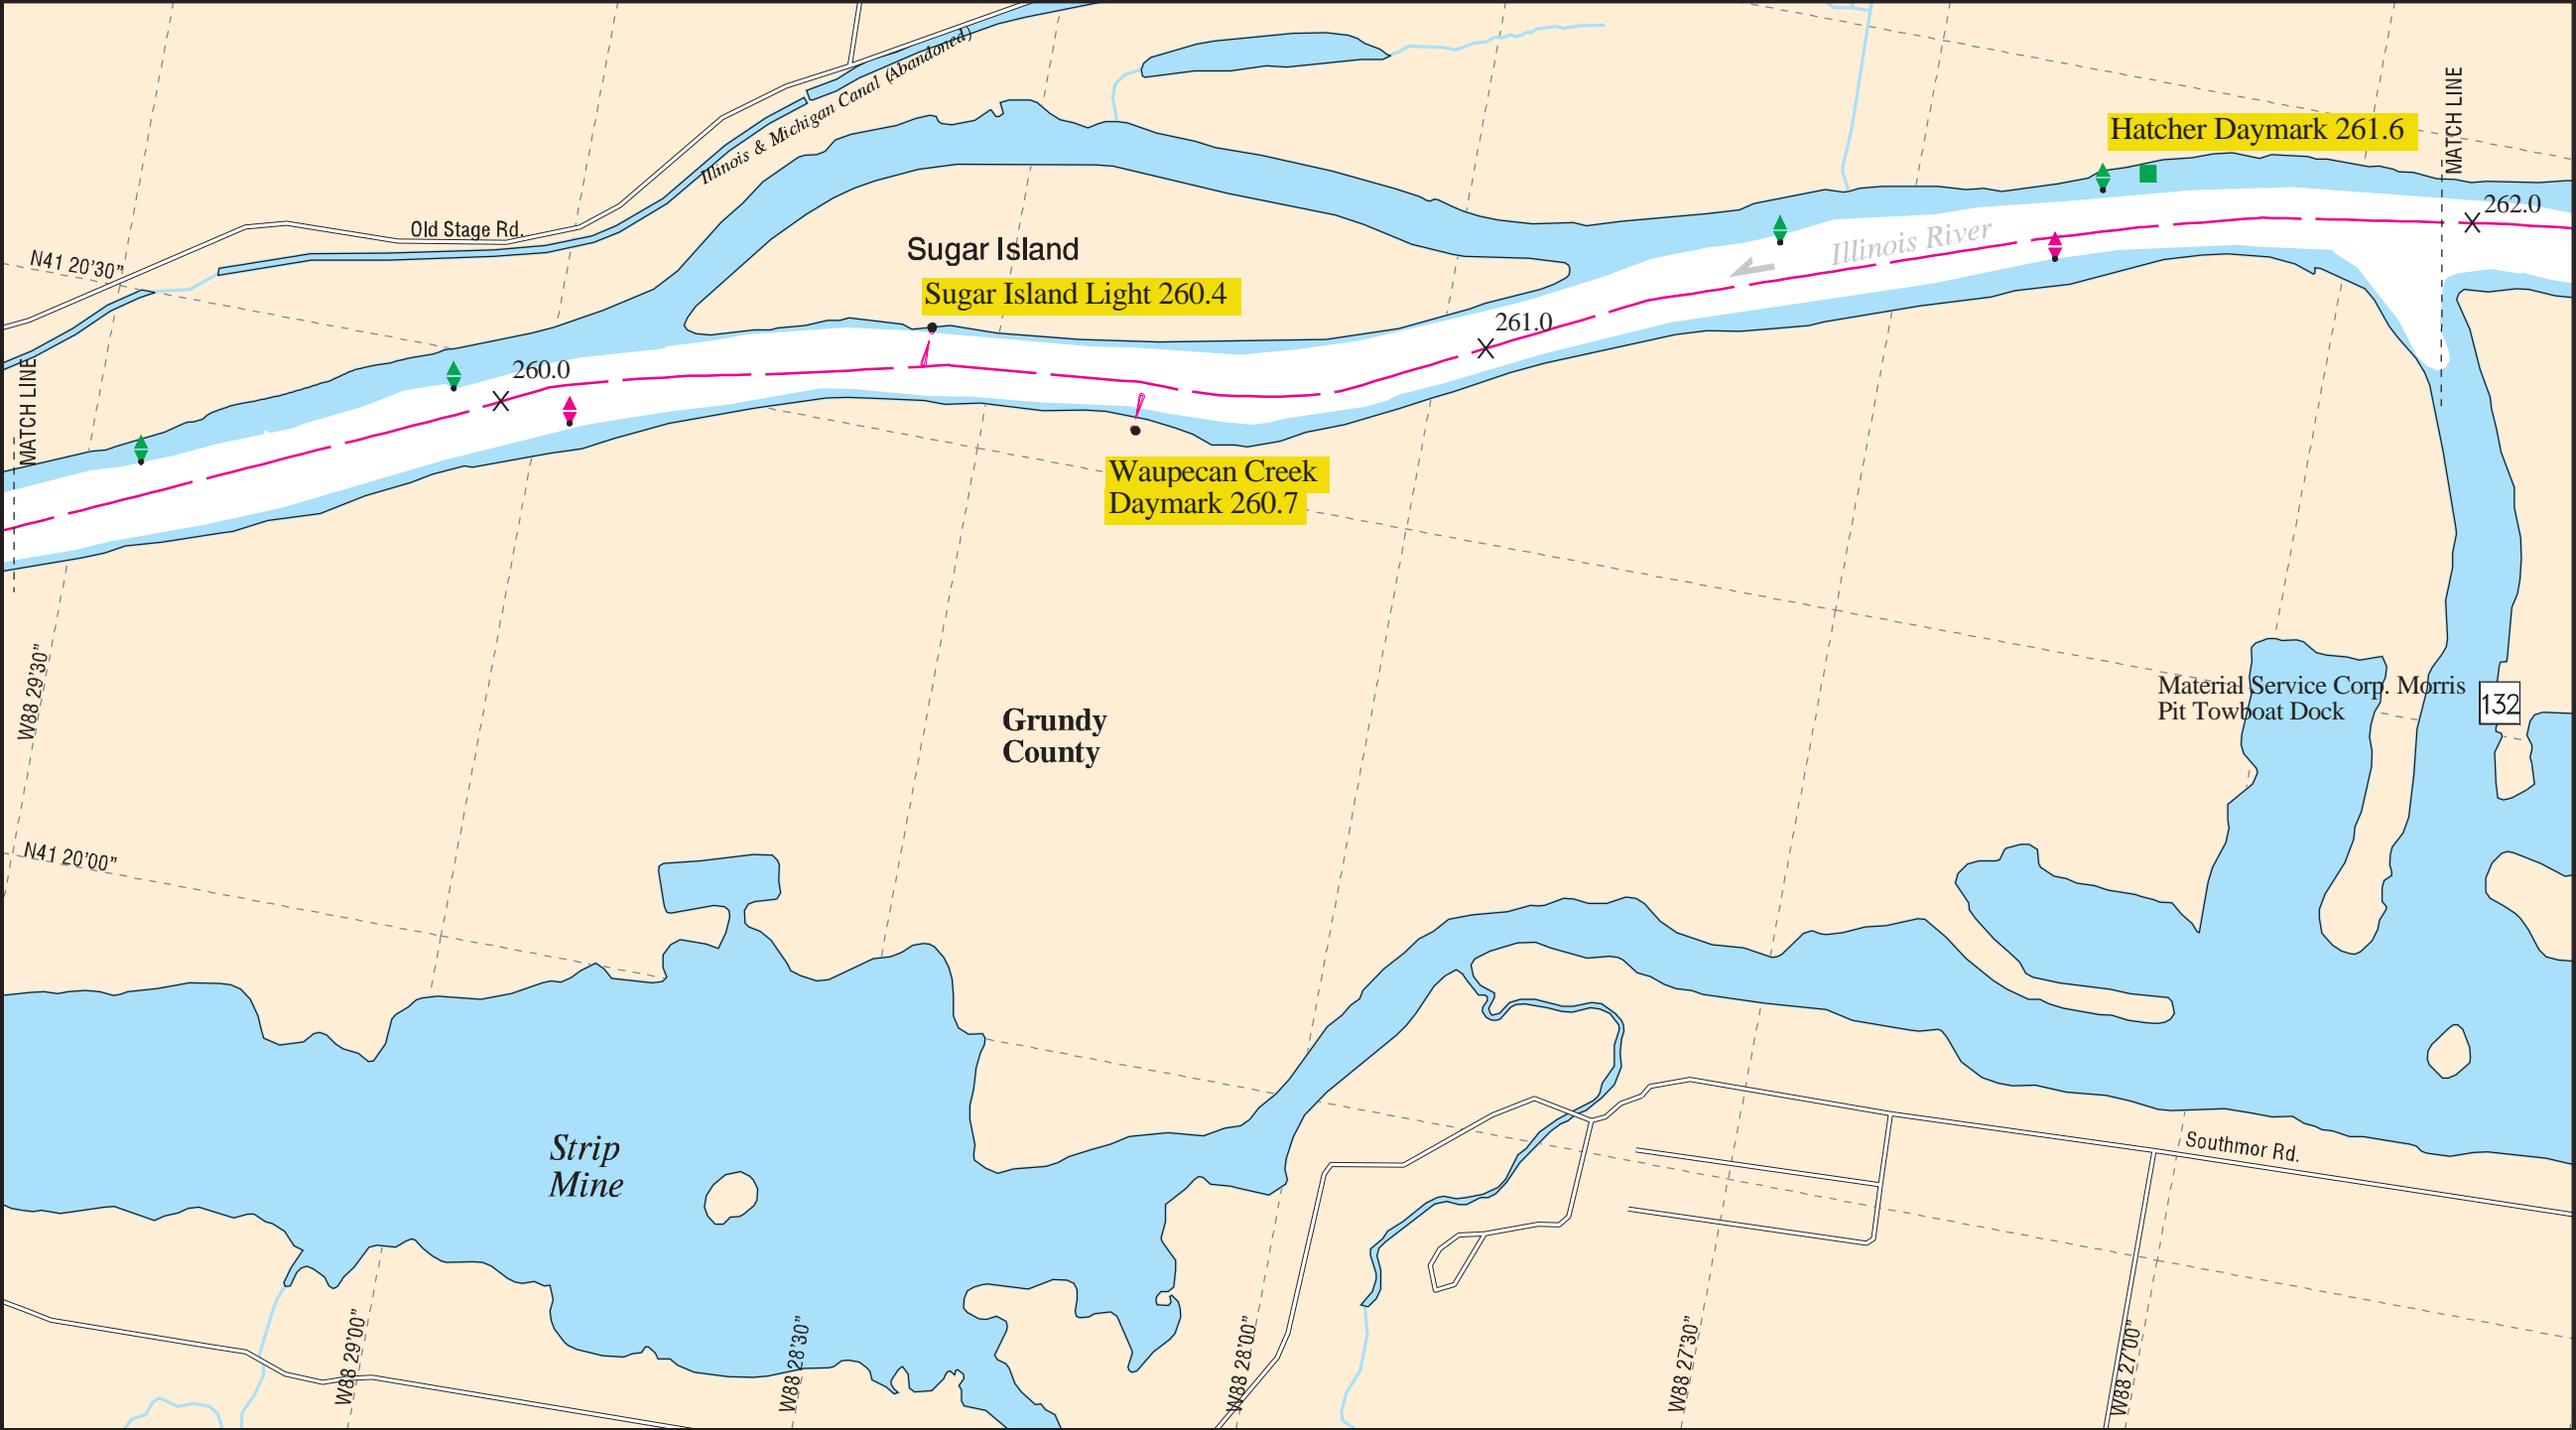 Illinois & Michigan Canal (Abandoned)
MATCH LINE
Hatcher Daymark 261.6
262.0
Old Stage Rd.
Illinois River
Sugar Island
N41 20'30"
Sugar Island Light 260.4
261.0
260.0
MATCH LINE
Waupecan Creek
Daymark 260.7
W88 29'30"
Material Service Corp. Morris
Pit Towboat Dock
132
Grundy
County
N41 20'00"
Strip
Mine
Southmor Rd.
W88 29'00"
W88 28'30"
W88 28'00"
W88 27'30"
W88 27'00"